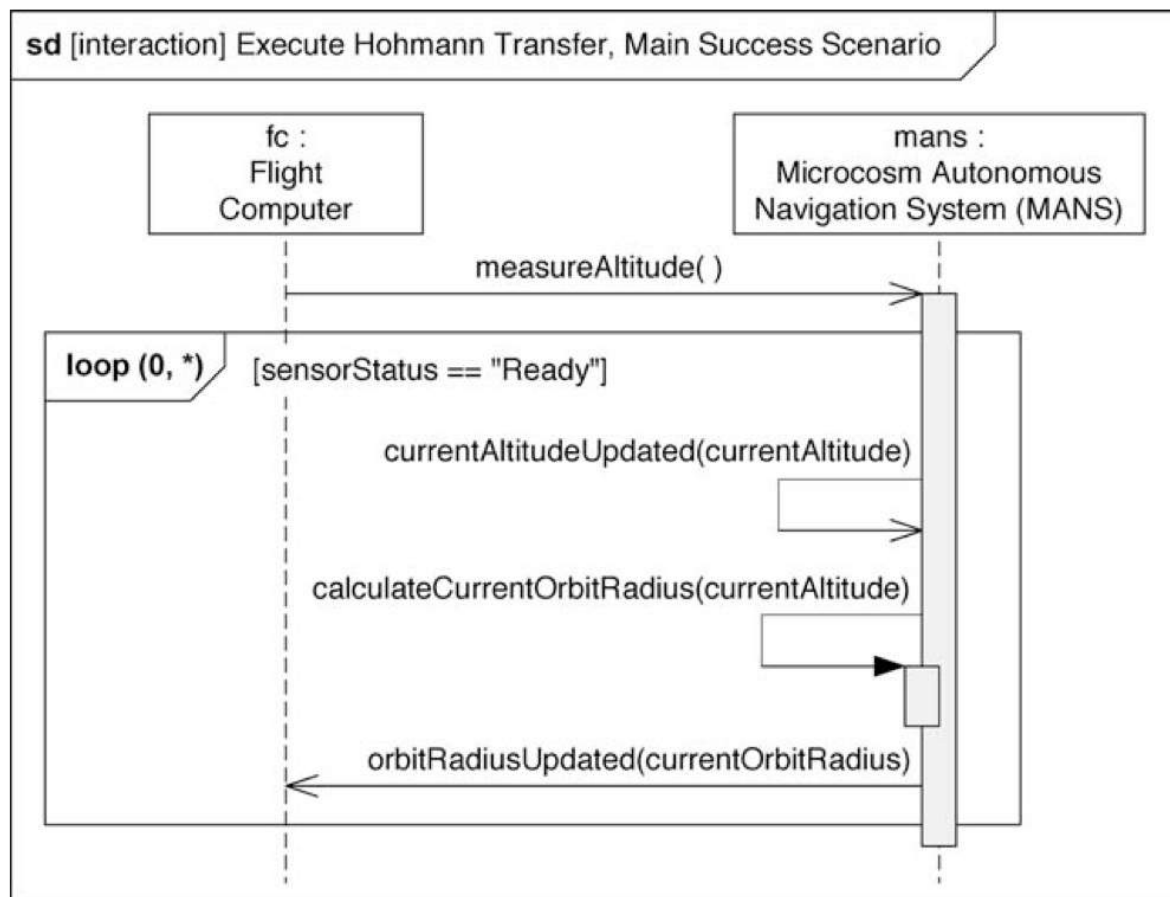 sd [interaction] Execute Hohmann Transfer, Main Success Scenario
fc :
Flight
Computer
mans :
Microcosm Autonomous
Navigation System (MANS)
measureAltitude( )
loop (0, *)
[sensorStatus == "Ready"]
currentAltitudeUpdated(currentAltitude)
calculateCurrentOrbitRadius(currentAltitude)
orbitRadiusUpdated(currentOrbitRadius)